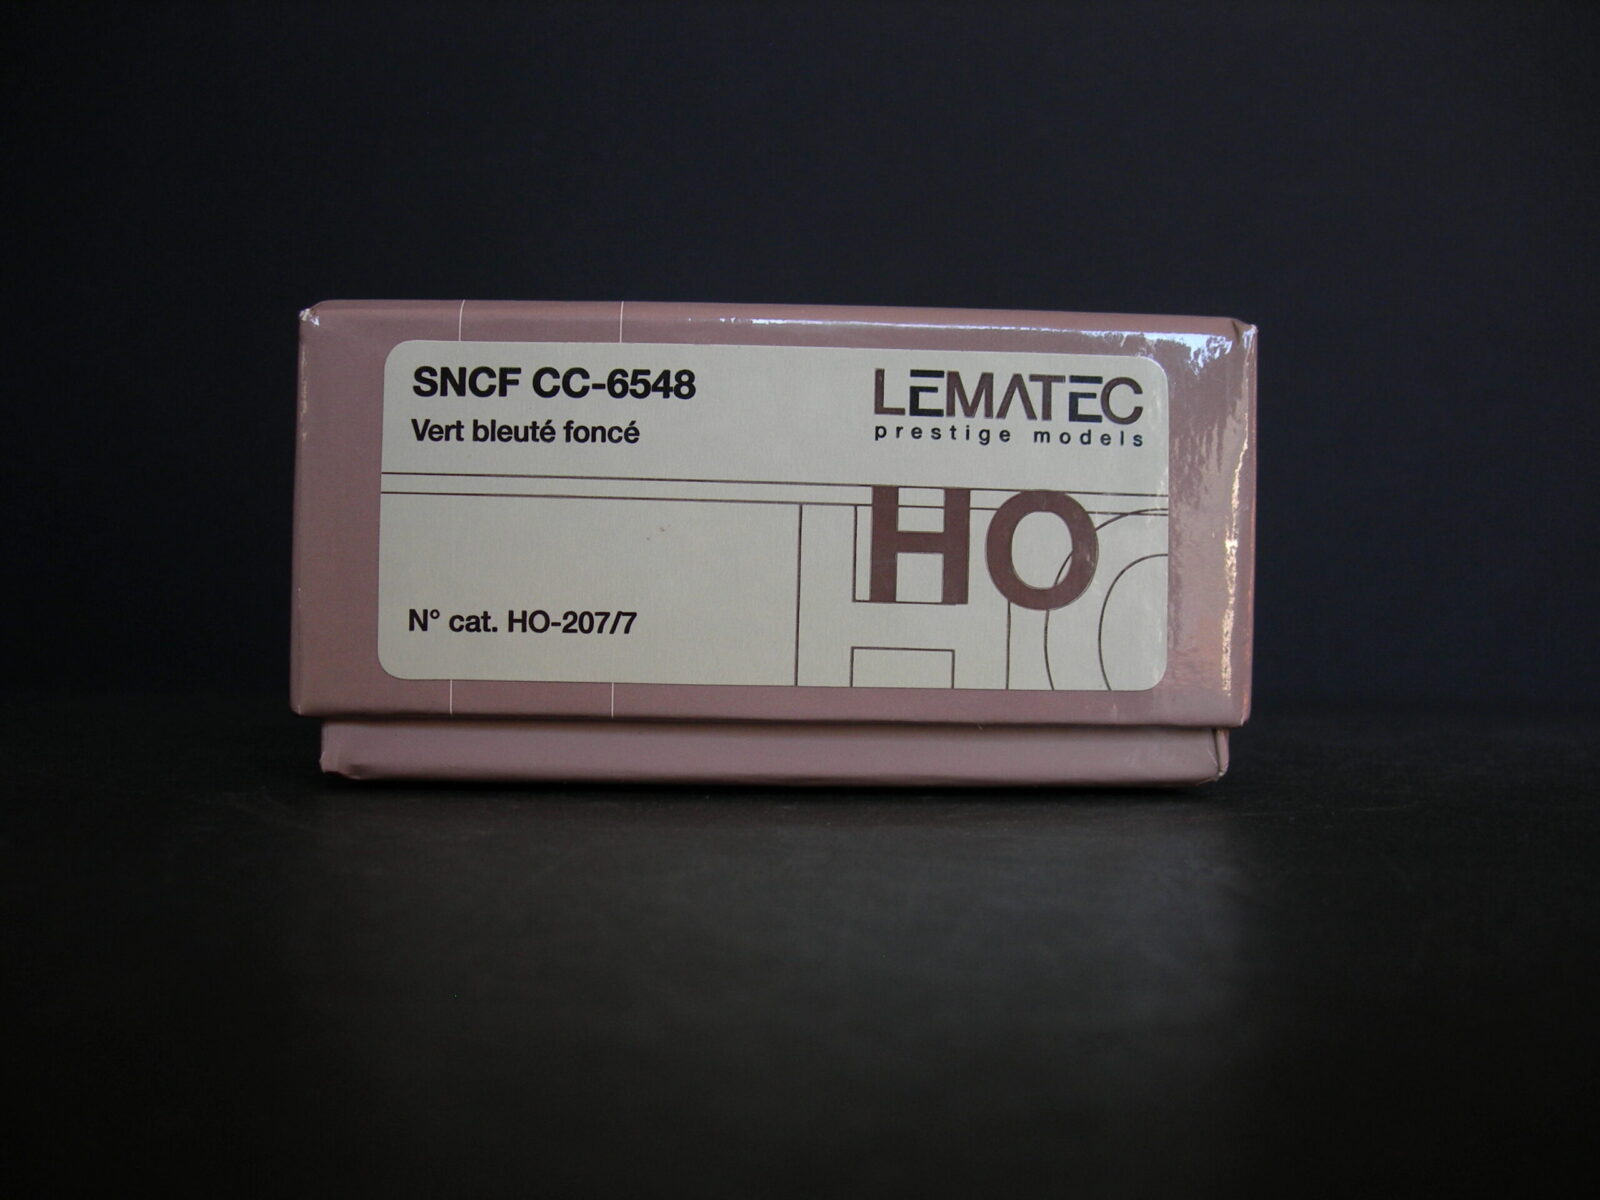 SNCF CC-6548
Vert bleuté foncé
LEMATEC
prestige models
HO
N° cat. HO-207/7